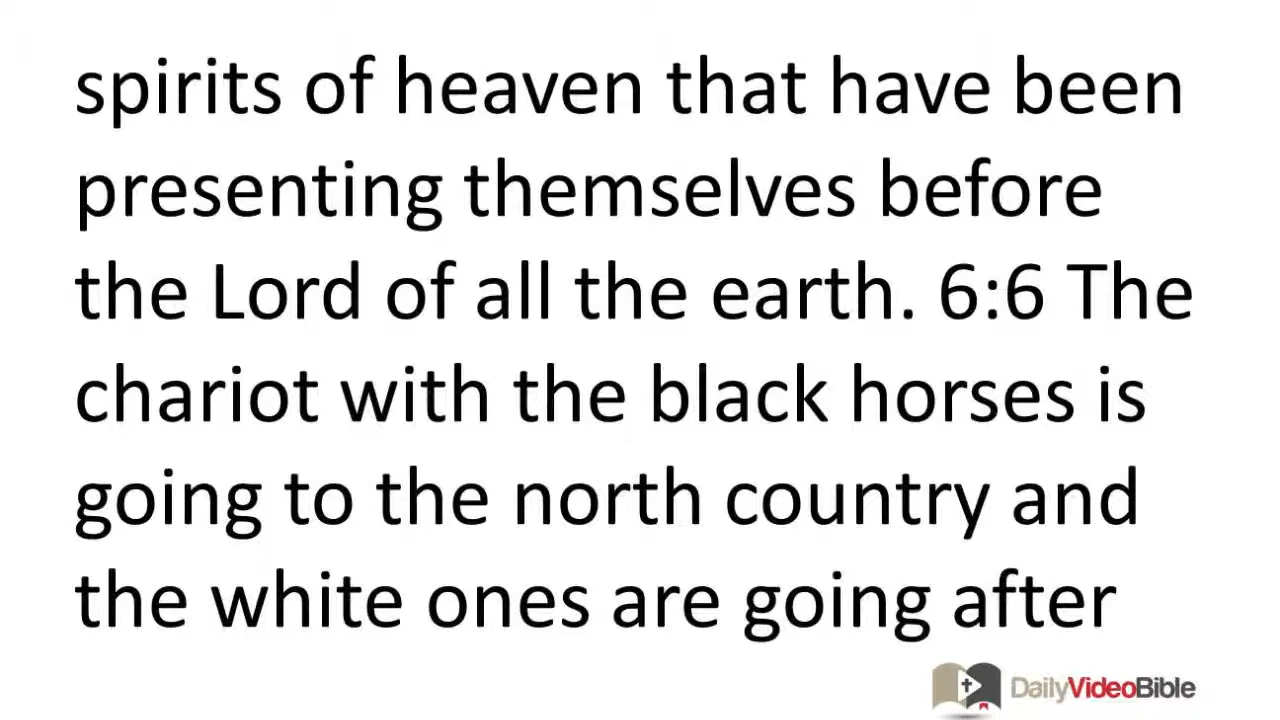 spirits of heaven that have been
presenting themselves before
the Lord of all the earth. 6:6 The
chariot with the black horses is
going to the north country and
the white ones are going after
DailyVideoBible